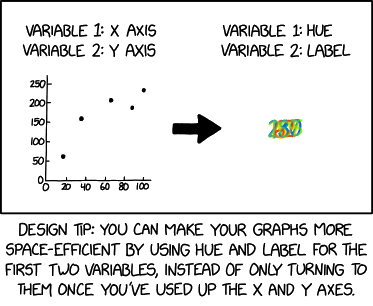 VARIABLE 1: X AXIS
VARIABLE 2: Y AXIS
VARIABLE 1: HUE
VARIABLE 2: LABEL
250
200
150
100
50
0
0 20 40 60 80 100
DESIGN TIP: YOU CAN MAKE YOUR GRAPHS MORE
SPACE-EFFICIENT BY USING HUE AND LABEL FOR THE
FIRST TWO VARIABLES, INSTEAD OF ONLY TURNING TO
THEM ONCE YOU'VE USED UP THE X AND Y AXES.